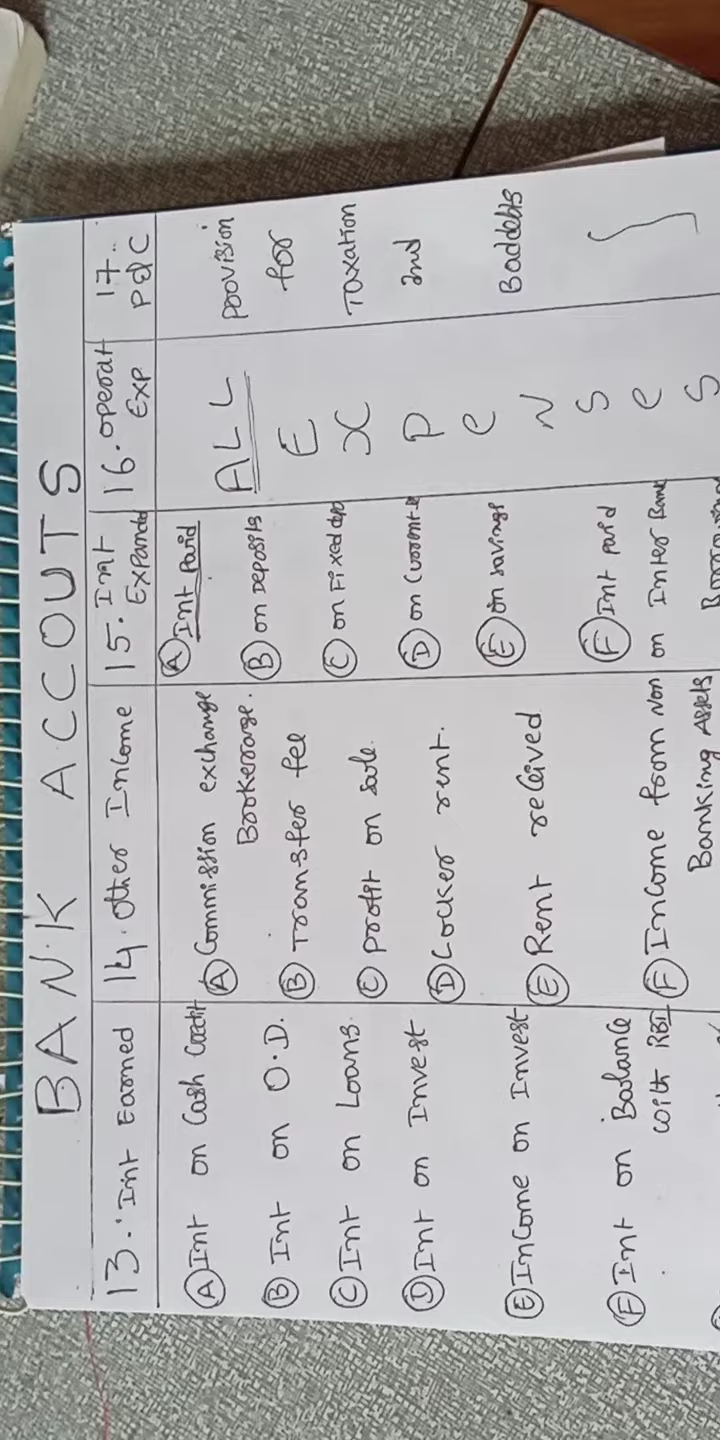 BANK ACCOUTS
13. Int Earned
(A) Int on Cash Credit
(B) Int on O.D.
(C) Int on Loans.
(D) Int on Invest
(E) Income on Invest
(F) Int on Balance
with RBI
14. Other Income
(A) Commission exchange
Brokerage.
(B) Transfer fee
(C) profit on sale.
(D) Locker rent.
(E) Rent received
(F) Income from Non
Banking Assets
15. Int
Expanded
(A) Int paid
(B) on Deposits
(C) on Fixed dep
(D) on Current
(E) on savings
(F) Int paid
on Inter Bank
16. operat
Exp
ALL
E
X
P
e
N
S
e
S
17.
P&C
provision
for
Taxation
and
Baddebts